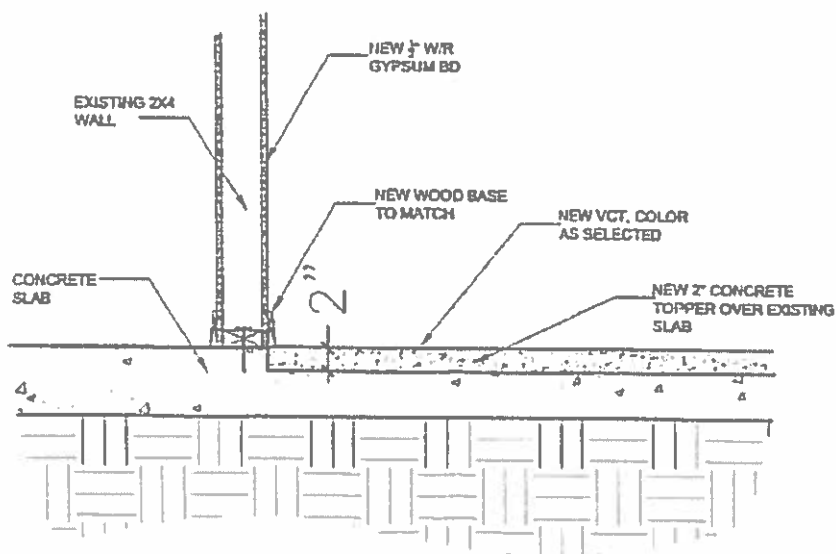 NEW ½" W/R
GYPSUM BD
EXISTING 2X4
WALL
NEW WOOD BASE
TO MATCH
NEW VCT, COLOR
AS SELECTED
CONCRETE
SLAB
2"
NEW 2" CONCRETE
TOPPER OVER EXISTING
SLAB